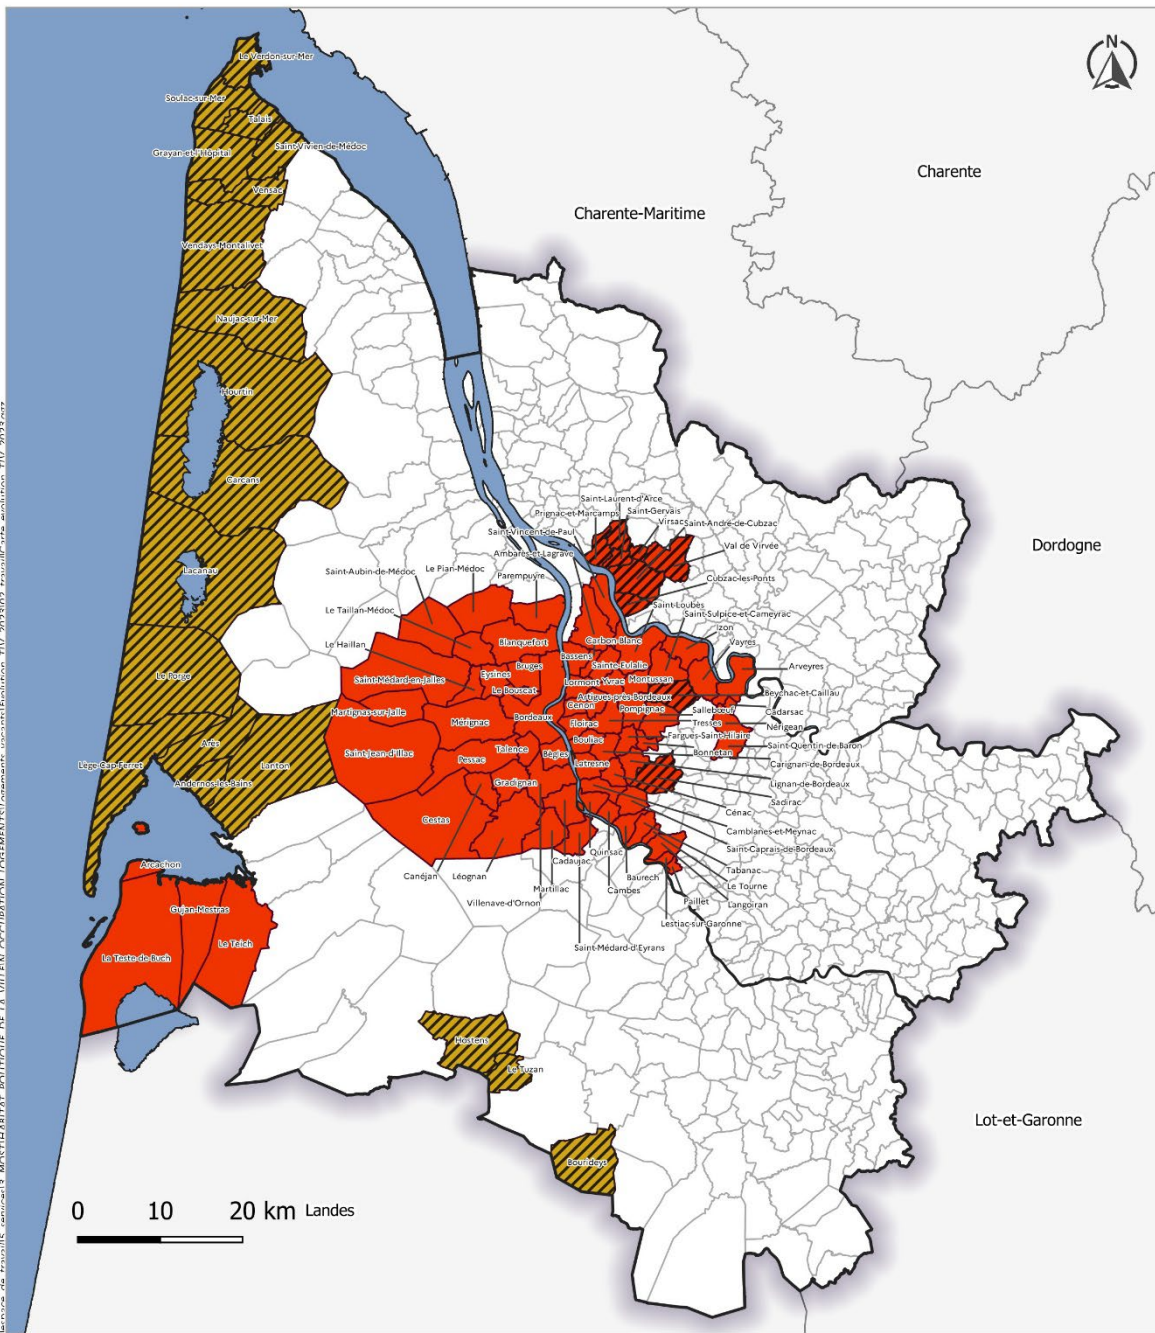 N
Le Verdon-sur-Mer
Soulac-sur-Mer
Talais
Grayan-et-l'Hôpital
Saint-Vivien-de-Médoc
Vensac
Vendays-Montalivet
Naujac-sur-Mer
Hourtin
Carcans
Lacanau
Le Porge
Arès
Lanton
Lège-Cap-Ferret
Andernos-les-Bains
Charente
Charente-Maritime
Dordogne
Lot-et-Garonne
Landes
Saint-Laurent-d'Arce
Prignac-et-Marcamps
Saint-Gervais
Virsac
Saint-André-de-Cubzac
Saint-Vincent-de-Paul
Ambarès-et-Lagrave
Val de Virvée
Saint-Aubin-de-Médoc
Le Pian-Médoc
Parempuyre
Cubzac-les-Ponts
Le Taillan-Médoc
Saint-Loubès
Saint-Sulpice-et-Cameyrac
Izon
Le Haillan
Blanquefort
Carbon-Blanc
Vayres
Bassens
Sainte-Eulalie
Arveyres
Saint-Médard-en-Jalles
Eysines
Bruges
Lormont
Yvrac
Montussan
Le Bouscat
Artigues-près-Bordeaux
Beychac-et-Caillau
Martignas-sur-Jalle
Cenon
Pompignac
Sallebœuf
Cadarsac
Mérignac
Bordeaux
Floirac
Tresses
Nérigean
Bouliac
Fargues-Saint-Hilaire
Saint-Jean-d'Illac
Talence
Bègles
Bonnetan
Saint-Quentin-de-Baron
Pessac
Latresne
Carignan-de-Bordeaux
Gradignan
Lignan-de-Bordeaux
Sadirac
Cestas
Cénac
Camblanes-et-Meynac
Saint-Caprais-de-Bordeaux
Quinsac
Cadaujac
Tabanac
Canéjan
Léognan
Baurech
Le Tourne
Martillac
Cambes
Villenave-d'Ornon
Paillet
Langoiran
Lestiac-sur-Garonne
Saint-Médard-d'Eyrans
Arcachon
Gujan-Mestras
Le Teich
La Teste-de-Buch
Hostens
Le Tuzan
Bourideys
0 10 20 km